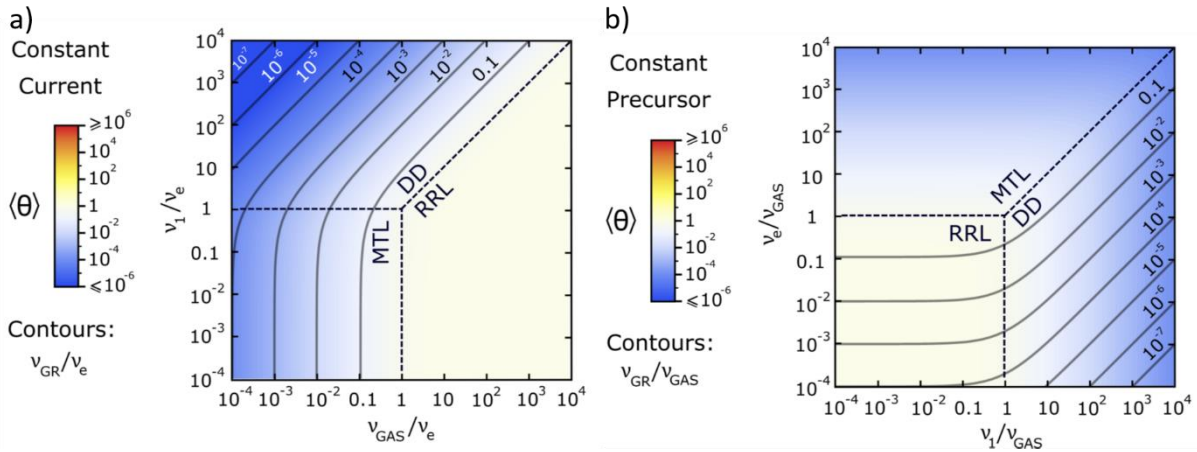 a)
Constant
Current
⟨θ⟩
≥10⁶
10⁴
10²
1
10⁻²
10⁻⁴
≤10⁻⁶
Contours:
ν_GR/ν_e
ν₁/ν_e
10⁴
10³
10²
10
1
0.1
10⁻²
10⁻³
10⁻⁴
10⁻⁷
10⁻⁶
10⁻⁵
10⁻⁴
10⁻³
10⁻²
0.1
DD
RRL
MTL
10⁻⁴ 10⁻³ 10⁻² 0.1 1 10 10² 10³ 10⁴
ν_GAS/ν_e
b)
Constant
Precursor
⟨θ⟩
≥10⁶
10⁴
10²
1
10⁻²
10⁻⁴
≤10⁻⁶
Contours:
ν_GR/ν_GAS
ν_e/ν_GAS
10⁴
10³
10²
10
1
0.1
10⁻²
10⁻³
10⁻⁴
MTL
DD
RRL
0.1
10⁻²
10⁻³
10⁻⁴
10⁻⁵
10⁻⁶
10⁻⁷
10⁻⁴ 10⁻³ 10⁻² 0.1 1 10 10² 10³ 10⁴
ν₁/ν_GAS